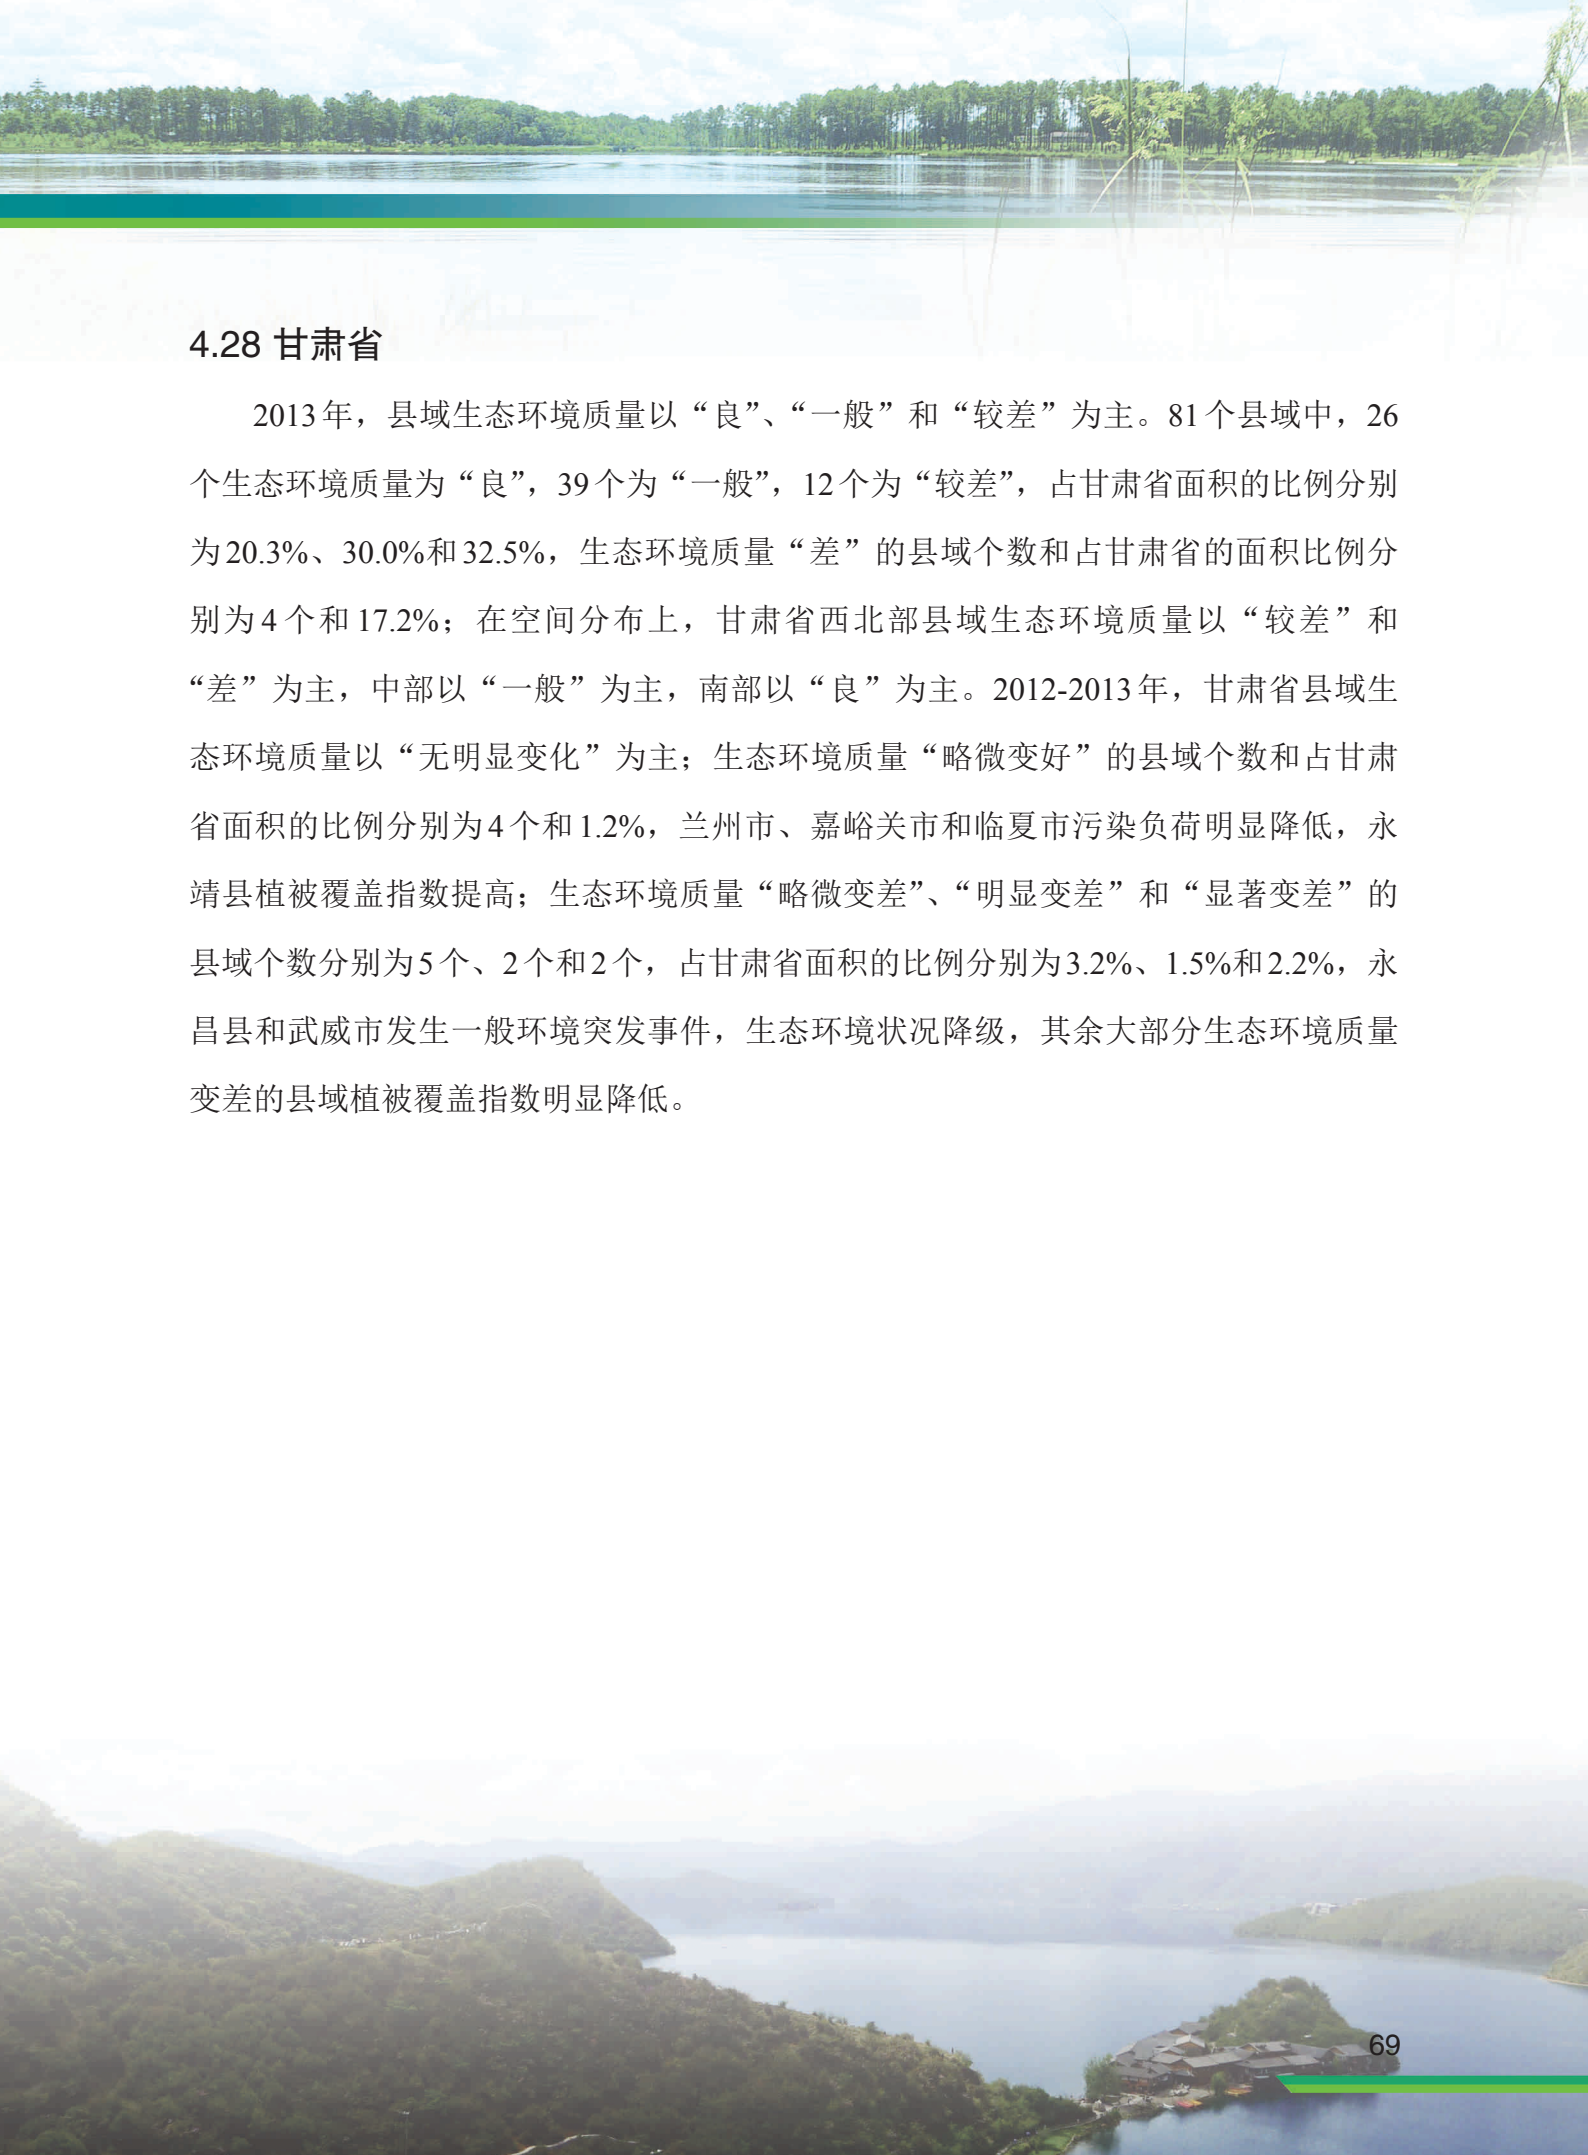 4.28 甘肃省
2013年，县域生态环境质量以“良”、“一般”和“较差”为主。81个县域中，26
个生态环境质量为“良”，39个为“一般”，12个为“较差”，占甘肃省面积的比例分别
为20.3%、30.0%和32.5%，生态环境质量“差”的县域个数和占甘肃省的面积比例分
别为4个和17.2%；在空间分布上，甘肃省西北部县域生态环境质量以“较差”和
“差”为主，中部以“一般”为主，南部以“良”为主。2012-2013年，甘肃省县域生
态环境质量以“无明显变化”为主；生态环境质量“略微变好”的县域个数和占甘肃
省面积的比例分别为4个和1.2%，兰州市、嘉峪关市和临夏市污染负荷明显降低，永
靖县植被覆盖指数提高；生态环境质量“略微变差”、“明显变差”和“显著变差”的
县域个数分别为5个、2个和2个，占甘肃省面积的比例分别为3.2%、1.5%和2.2%，永
昌县和武威市发生一般环境突发事件，生态环境状况降级，其余大部分生态环境质量
变差的县域植被覆盖指数明显降低。
69